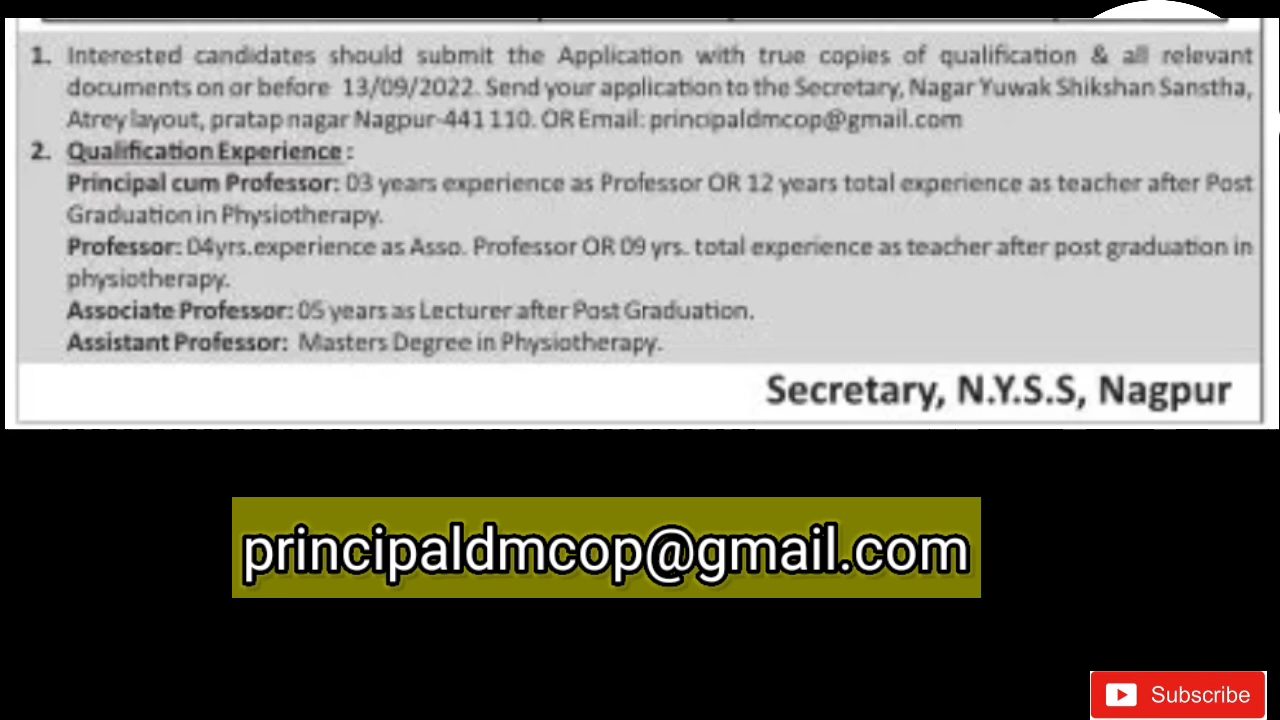 1. Interested candidates should submit the Application with true copies of qualification & all relevant
documents on or before 13/09/2022. Send your application to the Secretary, Nagar Yuwak Shikshan Sanstha,
Atrey layout, pratap nagar Nagpur-441 110. OR Email: principaldmcop@gmail.com
2. Qualification Experience :
Principal cum Professor: 03 years experience as Professor OR 12 years total experience as teacher after Post
Graduation in Physiotherapy.
Professor: 04yrs.experience as Asso. Professor OR 09 yrs. total experience as teacher after post graduation in
physiotherapy.
Associate Professor: 05 years as Lecturer after Post Graduation.
Assistant Professor: Masters Degree in Physiotherapy.
Secretary, N.Y.S.S, Nagpur
principaldmcop@gmail.com
Subscribe